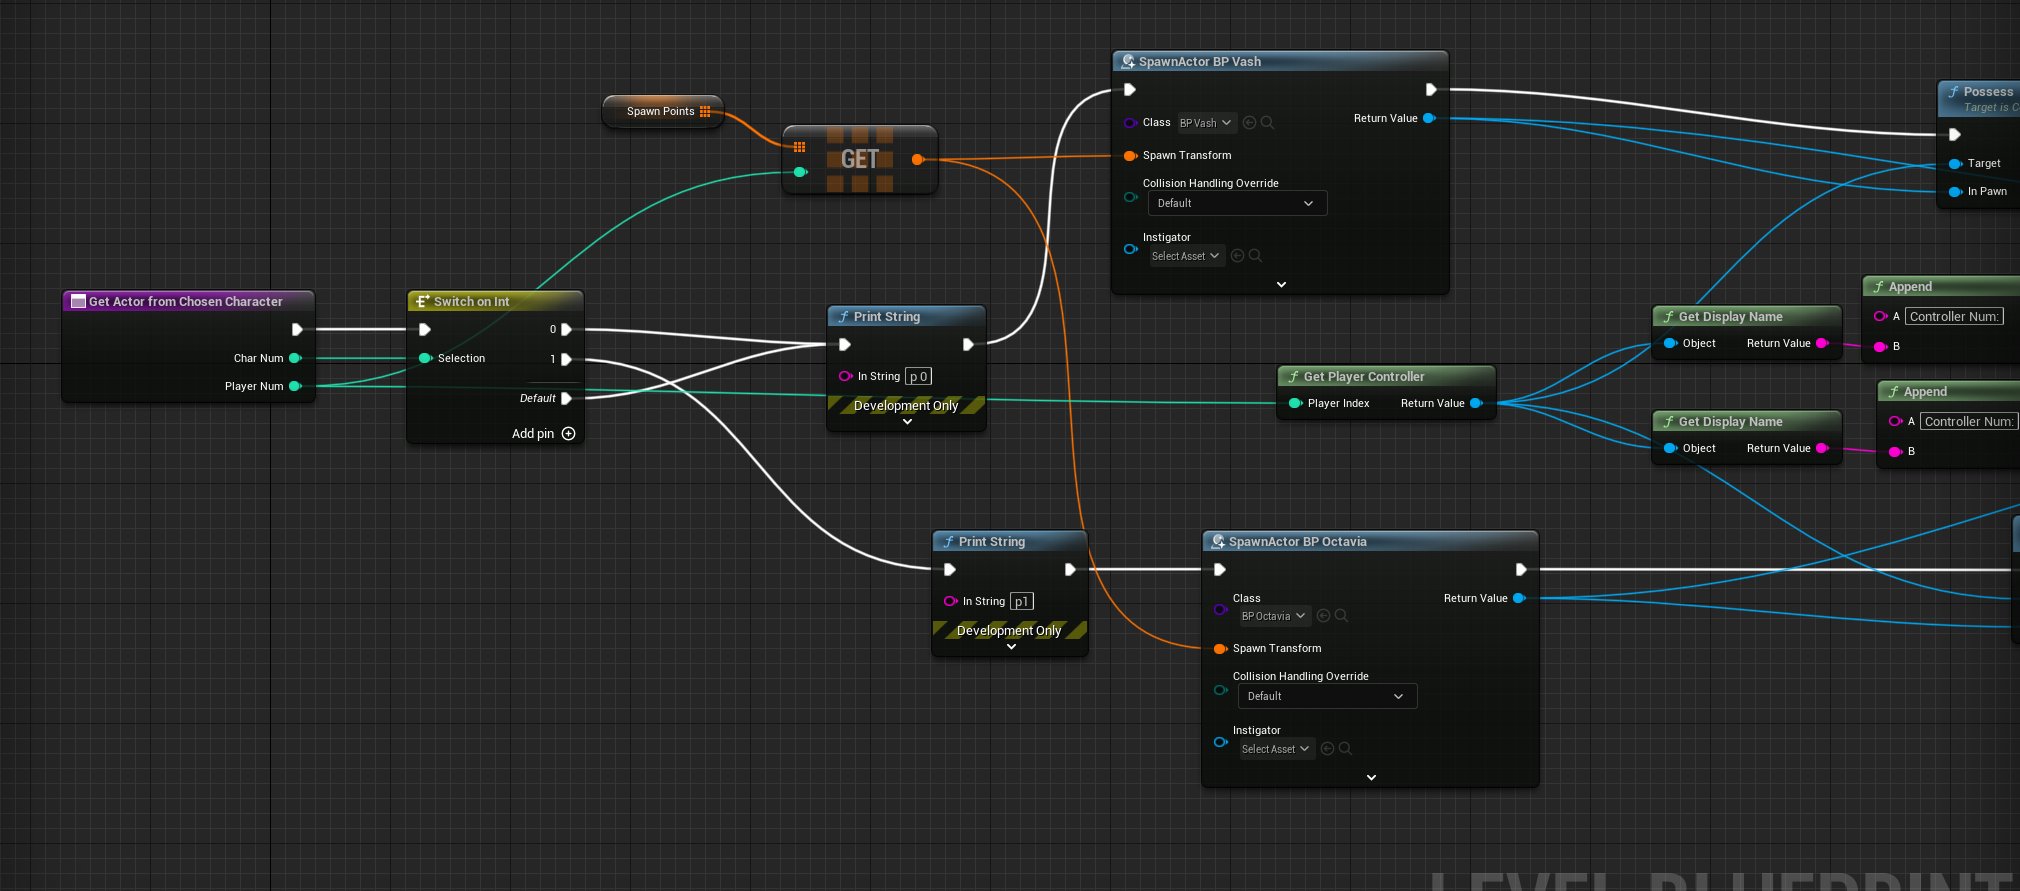 SpawnActor BP Vash
Class
BP Vash
Return Value
Spawn Transform
Collision Handling Override
Default
Instigator
Select Asset
Possess
Target is C
Target
In Pawn
Spawn Points
GET
Get Actor from Chosen Character
Char Num
Player Num
Switch on Int
0
Selection
1
Default
Add pin
Print String
In String
p 0
Development Only
Get Player Controller
Player Index
Return Value
Get Display Name
Object
Return Value
Append
A
Controller Num:
B
Get Display Name
Object
Return Value
Append
A
Controller Num:
B
Print String
In String
p1
Development Only
SpawnActor BP Octavia
Class
BP Octavia
Return Value
Spawn Transform
Collision Handling Override
Default
Instigator
Select Asset
LEVEL BLUEPRINT